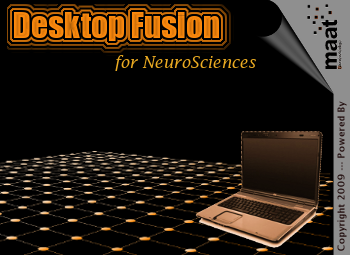 Desktop Fusion
for NeuroSciences
maat
Copyright 2009 --- Powered By